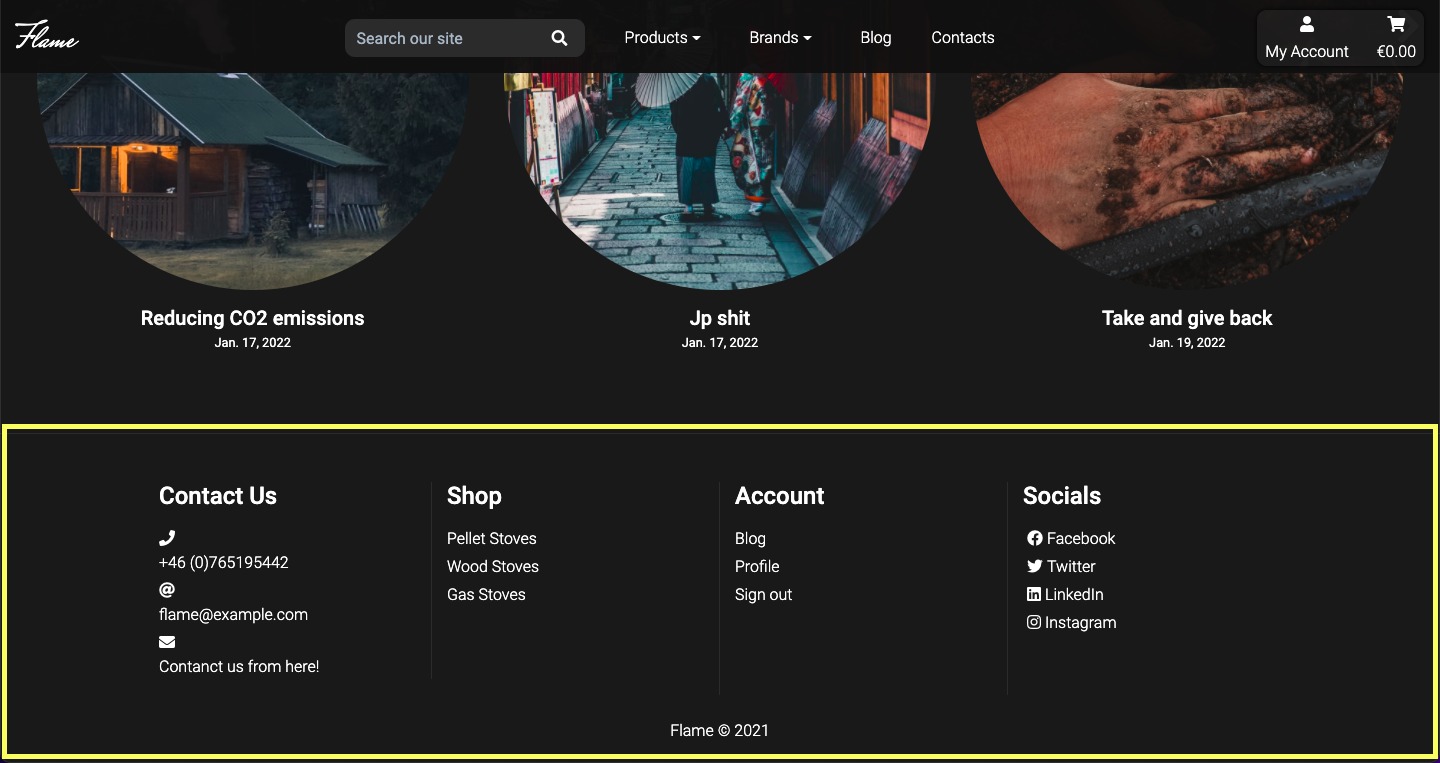 Flame
Search our site
Products
Brands
Blog
Contacts
My Account
€0.00
Reducing CO2 emissions
Jan. 17, 2022
Jp shit
Jan. 17, 2022
Take and give back
Jan. 19, 2022
Contact Us
+46 (0)765195442
flame@example.com
Contanct us from here!
Shop
Pellet Stoves
Wood Stoves
Gas Stoves
Account
Blog
Profile
Sign out
Socials
Facebook
Twitter
LinkedIn
Instagram
Flame © 2021